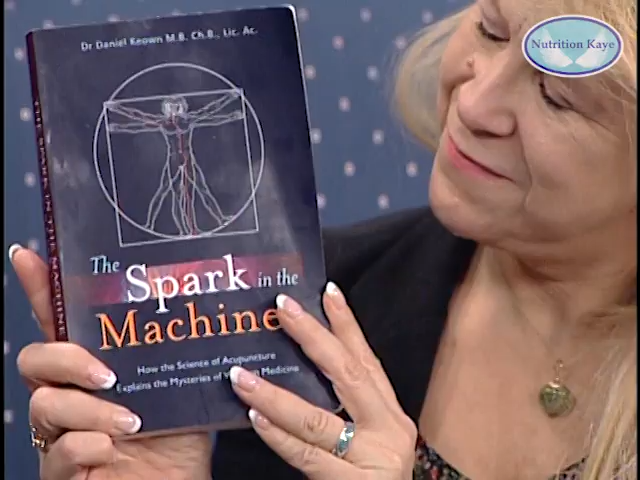 Nutrition Kaye
Dr Daniel Keown M.B. Ch.B., Lic. Ac.
The
Spark in the
Machine
How the Science of Acupuncture
Explains the Mysteries of Medicine
THE SPARK IN THE MACHINE